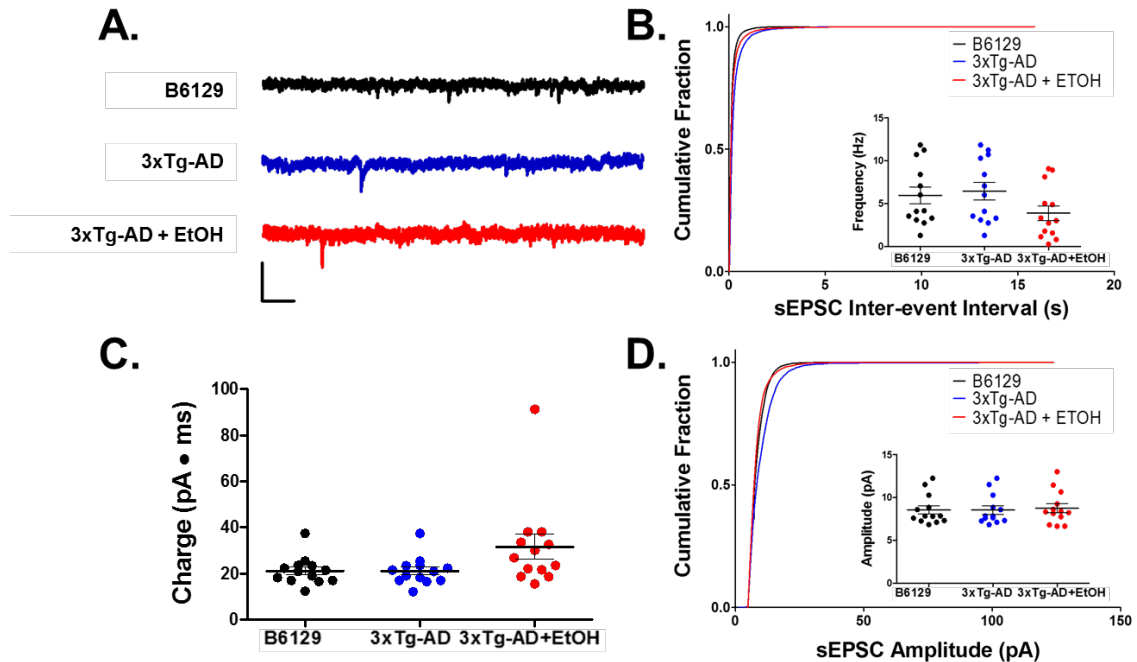 A.
B6129
3xTg-AD
3xTg-AD + EtOH
B.
Cumulative Fraction
1.0
0.5
0.0
0
5
10
15
20
sEPSC Inter-event Interval (s)
B6129
3xTg-AD
3xTg-AD + ETOH
Frequency (Hz)
15
10
5
0
B6129
3xTg-AD
3xTg-AD+EtOH
C.
Charge (pA • ms)
100
80
60
40
20
0
B6129
3xTg-AD
3xTg-AD+EtOH
D.
Cumulative Fraction
1.0
0.5
0.0
0
50
100
150
sEPSC Amplitude (pA)
B6129
3xTg-AD
3xTg-AD + ETOH
Amplitude (pA)
15
10
5
0
B6129
3xTg-AD
3xTg-AD+EtOH